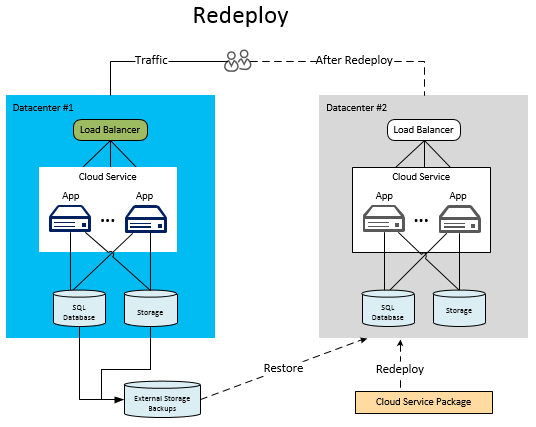 Redeploy
Traffic
After Redeploy
Datacenter #1
Load Balancer
Cloud Service
App
App
...
SQL
Database
Storage
External Storage
Backups
Datacenter #2
Load Balancer
Cloud Service
App
App
...
SQL
Database
Storage
Restore
Redeploy
Cloud Service Package